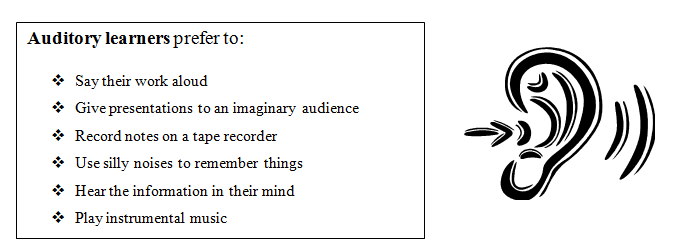 Auditory learners prefer to:
❖ Say their work aloud
❖ Give presentations to an imaginary audience
❖ Record notes on a tape recorder
❖ Use silly noises to remember things
❖ Hear the information in their mind
❖ Play instrumental music